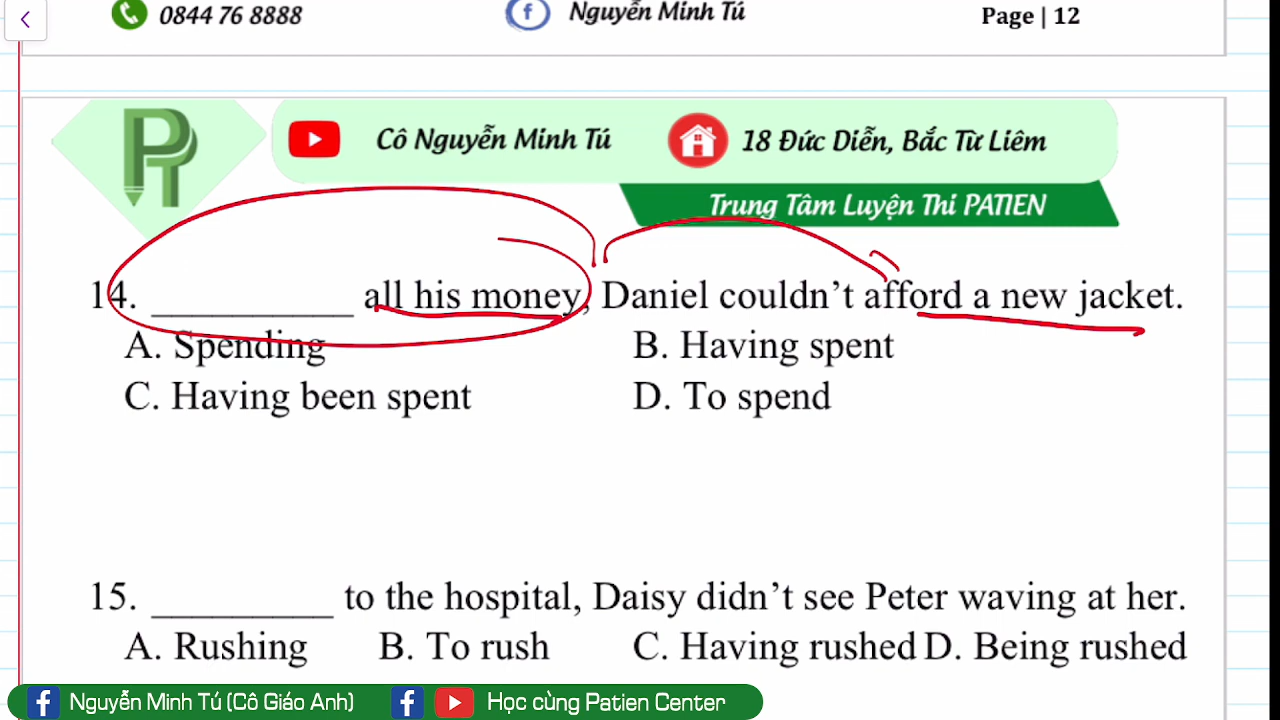 0844 76 8888 Nguyễn Minh Tú Page | 12
PT
Cô Nguyễn Minh Tú 18 Đức Diễn, Bắc Từ Liêm
Trung Tâm Luyện Thi PATIEN
14. __________ all his money, Daniel couldn't afford a new jacket.
A. Spending B. Having spent
C. Having been spent D. To spend
15. _________ to the hospital, Daisy didn't see Peter waving at her.
A. Rushing B. To rush C. Having rushed D. Being rushed
Nguyễn Minh Tú (Cô Giáo Anh) Học cùng Patien Center